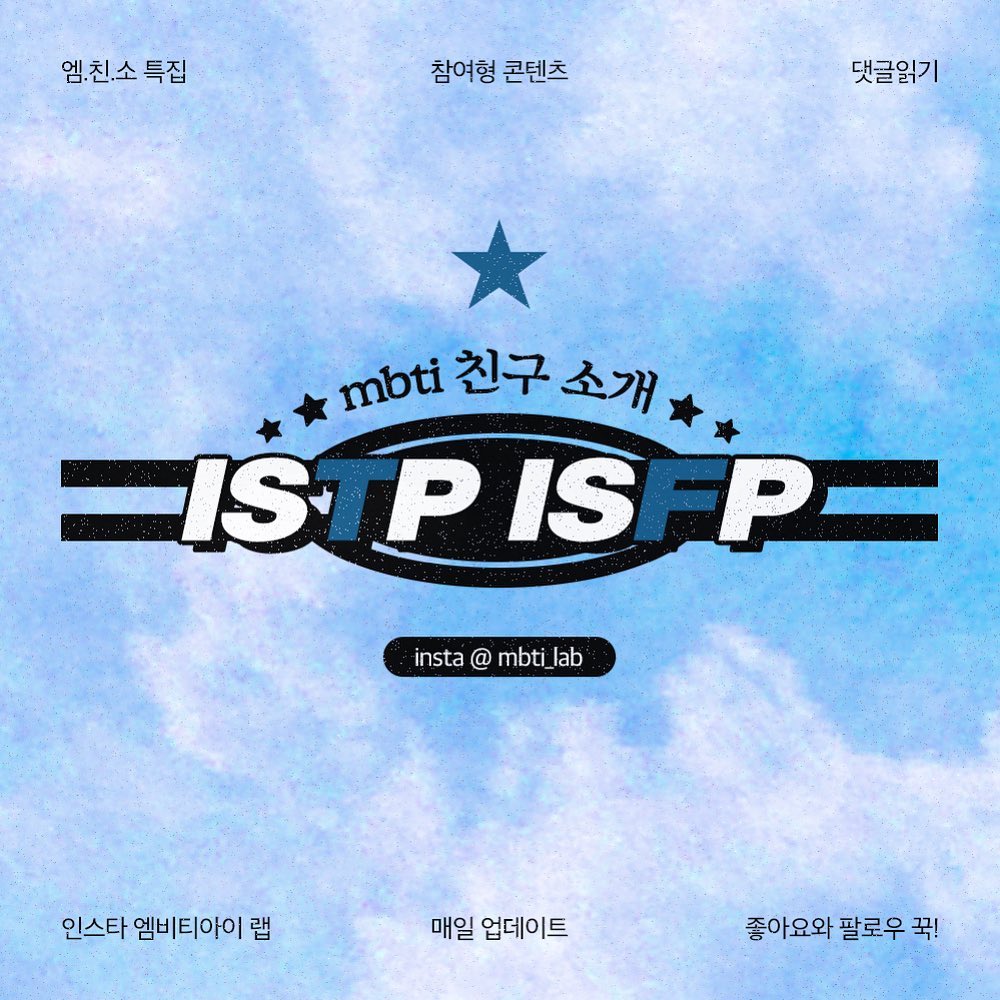 엠.친.소 특집
참여형 콘텐츠
댓글읽기
mbti 친구 소개
ISTP ISFP
insta @ mbti_lab
인스타 엠비티아이 랩
매일 업데이트
좋아요와 팔로우 꾹!